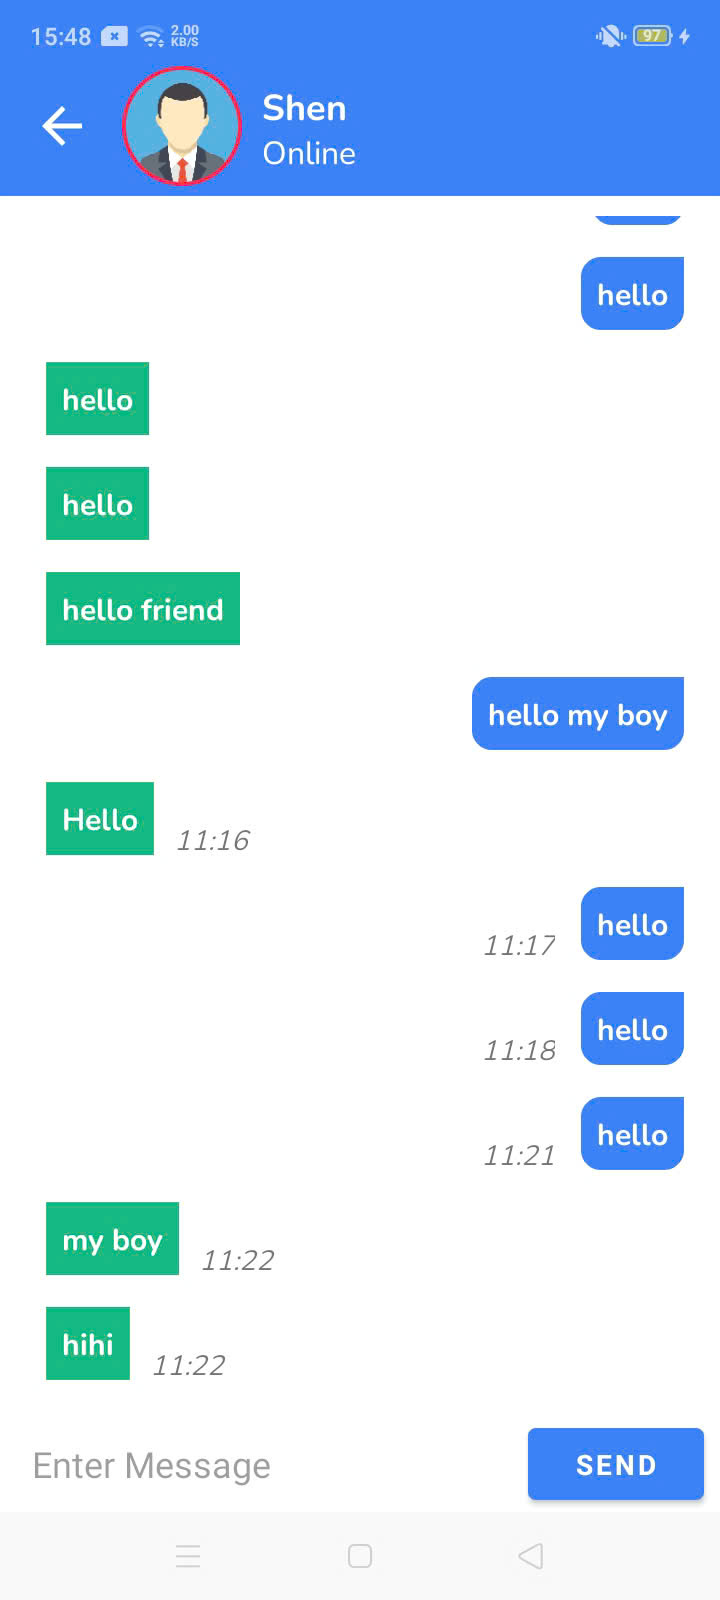 15:48 2.00 KB/S 97
Shen
Online
hello
hello
hello
hello friend
hello my boy
Hello 11:16
11:17 hello
11:18 hello
11:21 hello
my boy 11:22
hihi 11:22
Enter Message SEND